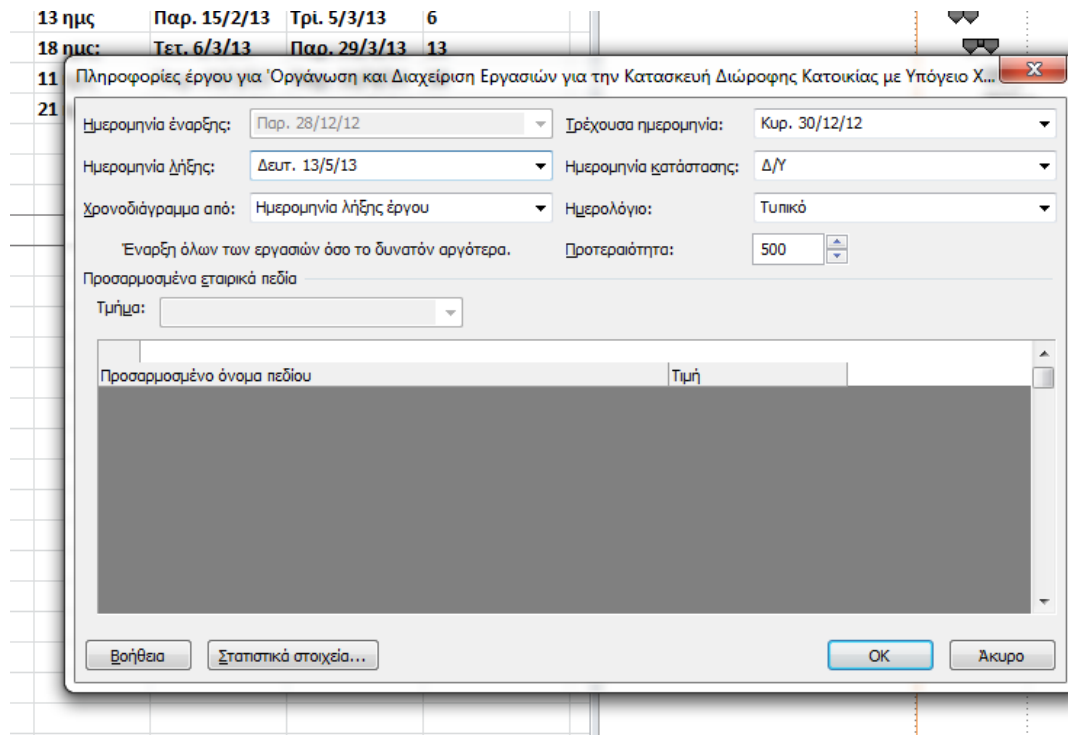 13 ημς Παρ. 15/2/13 Τρί. 5/3/13 6
18 ημς: Τετ. 6/3/13 Παρ. 29/3/13 13
11
21
Πληροφορίες έργου για 'Οργάνωση και Διαχείριση Εργασιών για την Κατασκευή Διώροφης Κατοικίας με Υπόγειο Χ...
Ημερομηνία έναρξης: Παρ. 28/12/12 Τρέχουσα ημερομηνία: Κυρ. 30/12/12
Ημερομηνία λήξης: Δευτ. 13/5/13 Ημερομηνία κατάστασης: Δ/Υ
Χρονοδιάγραμμα από: Ημερομηνία λήξης έργου Ημερολόγιο: Τυπικό
Έναρξη όλων των εργασιών όσο το δυνατόν αργότερα. Προτεραιότητα: 500
Προσαρμοσμένα εταιρικά πεδία
Τμήμα:
Προσαρμοσμένο όνομα πεδίου Τιμή
Βοήθεια Στατιστικά στοιχεία... OK Άκυρο